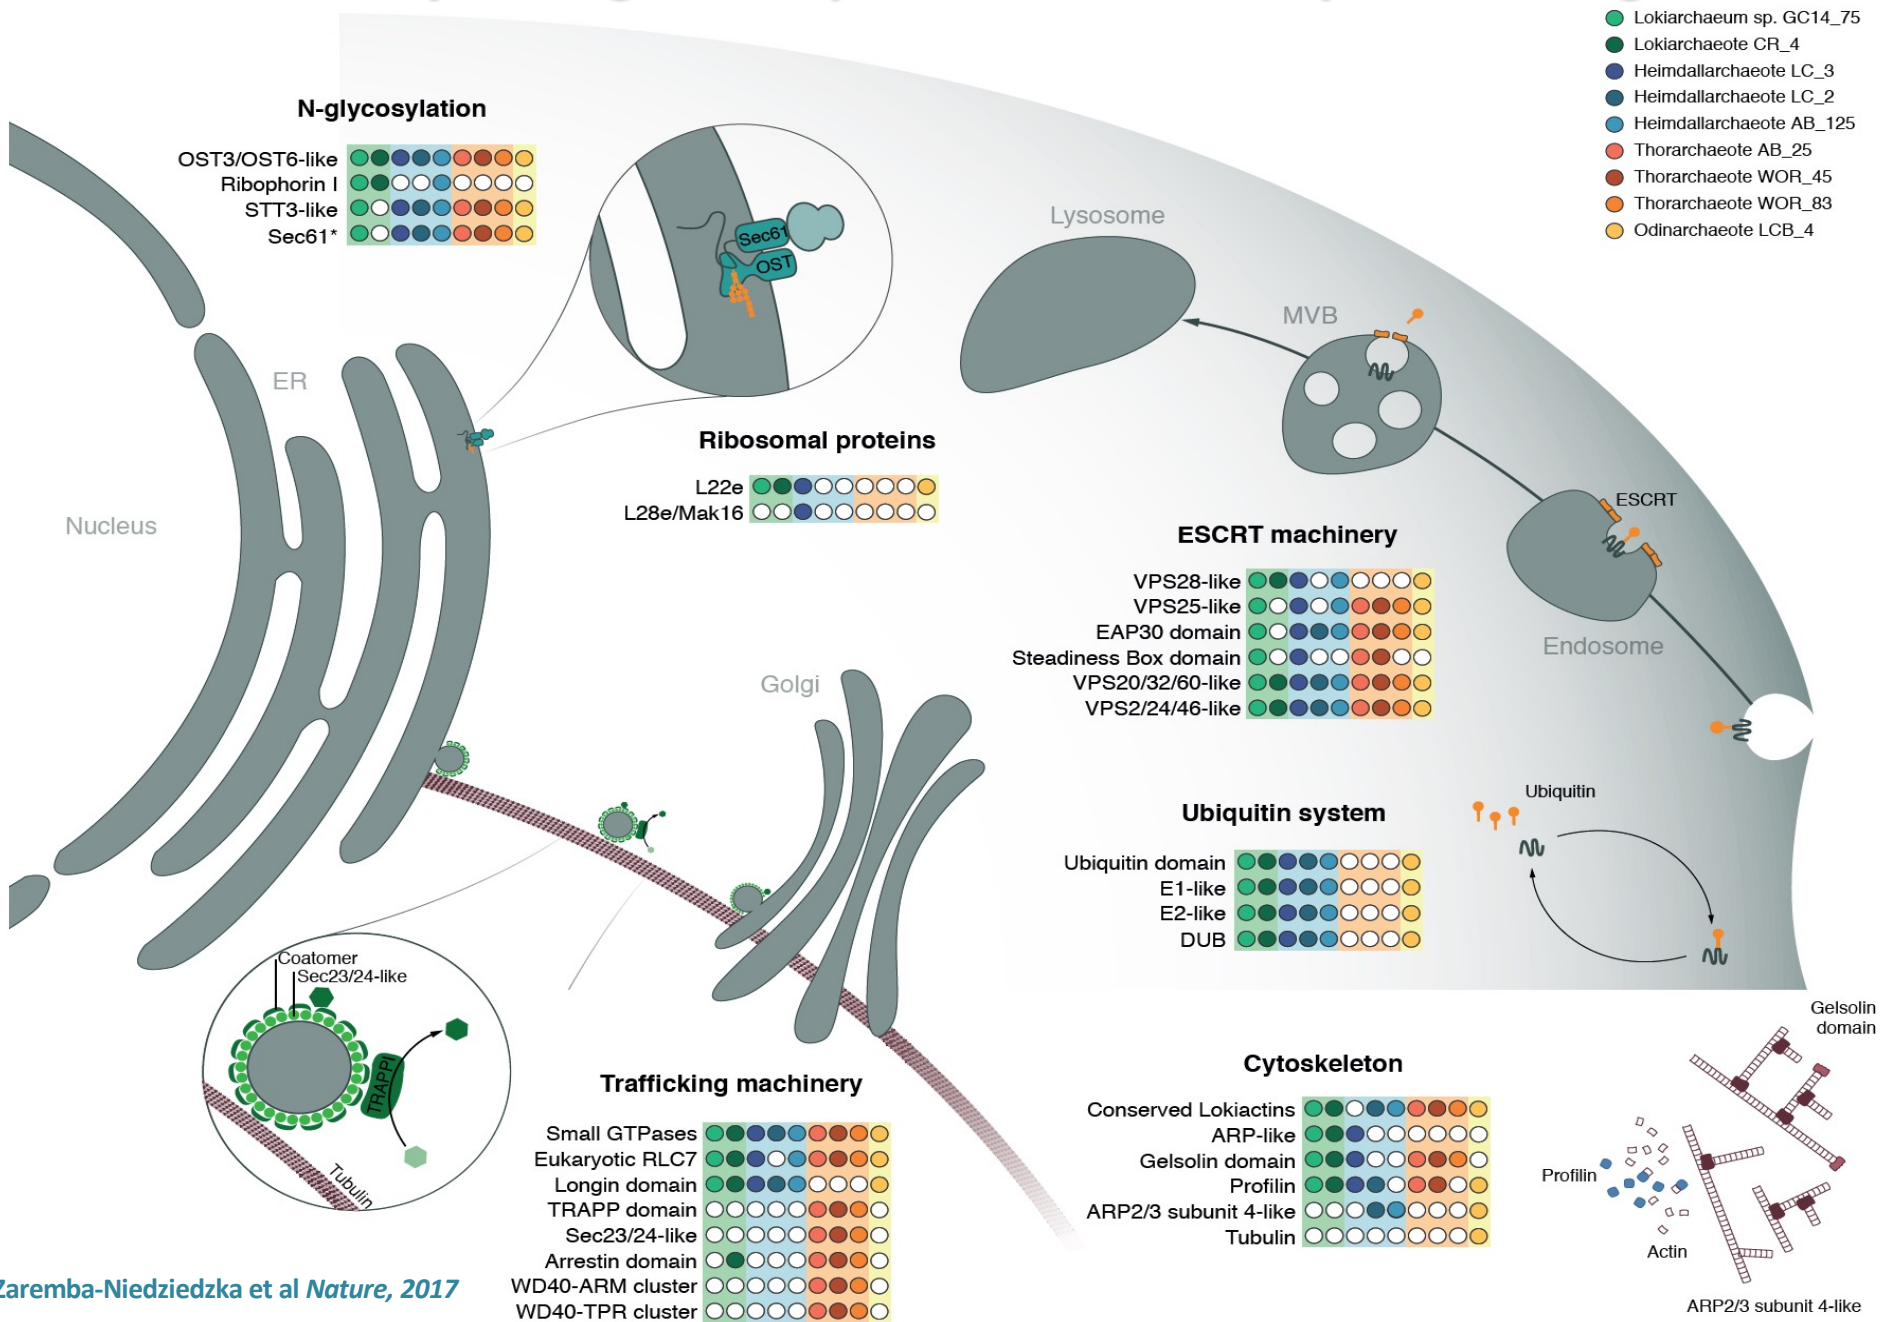 Lokiarchaeum sp. GC14_75
Lokiarchaeote CR_4
Heimdallarchaeote LC_3
Heimdallarchaeote LC_2
Heimdallarchaeote AB_125
Thorarchaeote AB_25
Thorarchaeote WOR_45
Thorarchaeote WOR_83
Odinarchaeote LCB_4
N-glycosylation
OST3/OST6-like
Ribophorin I
STT3-like
Sec61*
Sec61
OST
Lysosome
MVB
ER
Nucleus
Ribosomal proteins
L22e
L28e/Mak16
ESCRT
Endosome
ESCRT machinery
VPS28-like
VPS25-like
EAP30 domain
Steadiness Box domain
VPS20/32/60-like
VPS2/24/46-like
Golgi
Ubiquitin system
Ubiquitin domain
E1-like
E2-like
DUB
Ubiquitin
Coatomer
Sec23/24-like
TRAPPI
Tubulin
Trafficking machinery
Small GTPases
Eukaryotic RLC7
Longin domain
TRAPP domain
Sec23/24-like
Arrestin domain
WD40-ARM cluster
WD40-TPR cluster
Cytoskeleton
Conserved Lokiactins
ARP-like
Gelsolin domain
Profilin
ARP2/3 subunit 4-like
Tubulin
Gelsolin
domain
Profilin
Actin
ARP2/3 subunit 4-like
Zaremba-Niedziedzka et al Nature, 2017